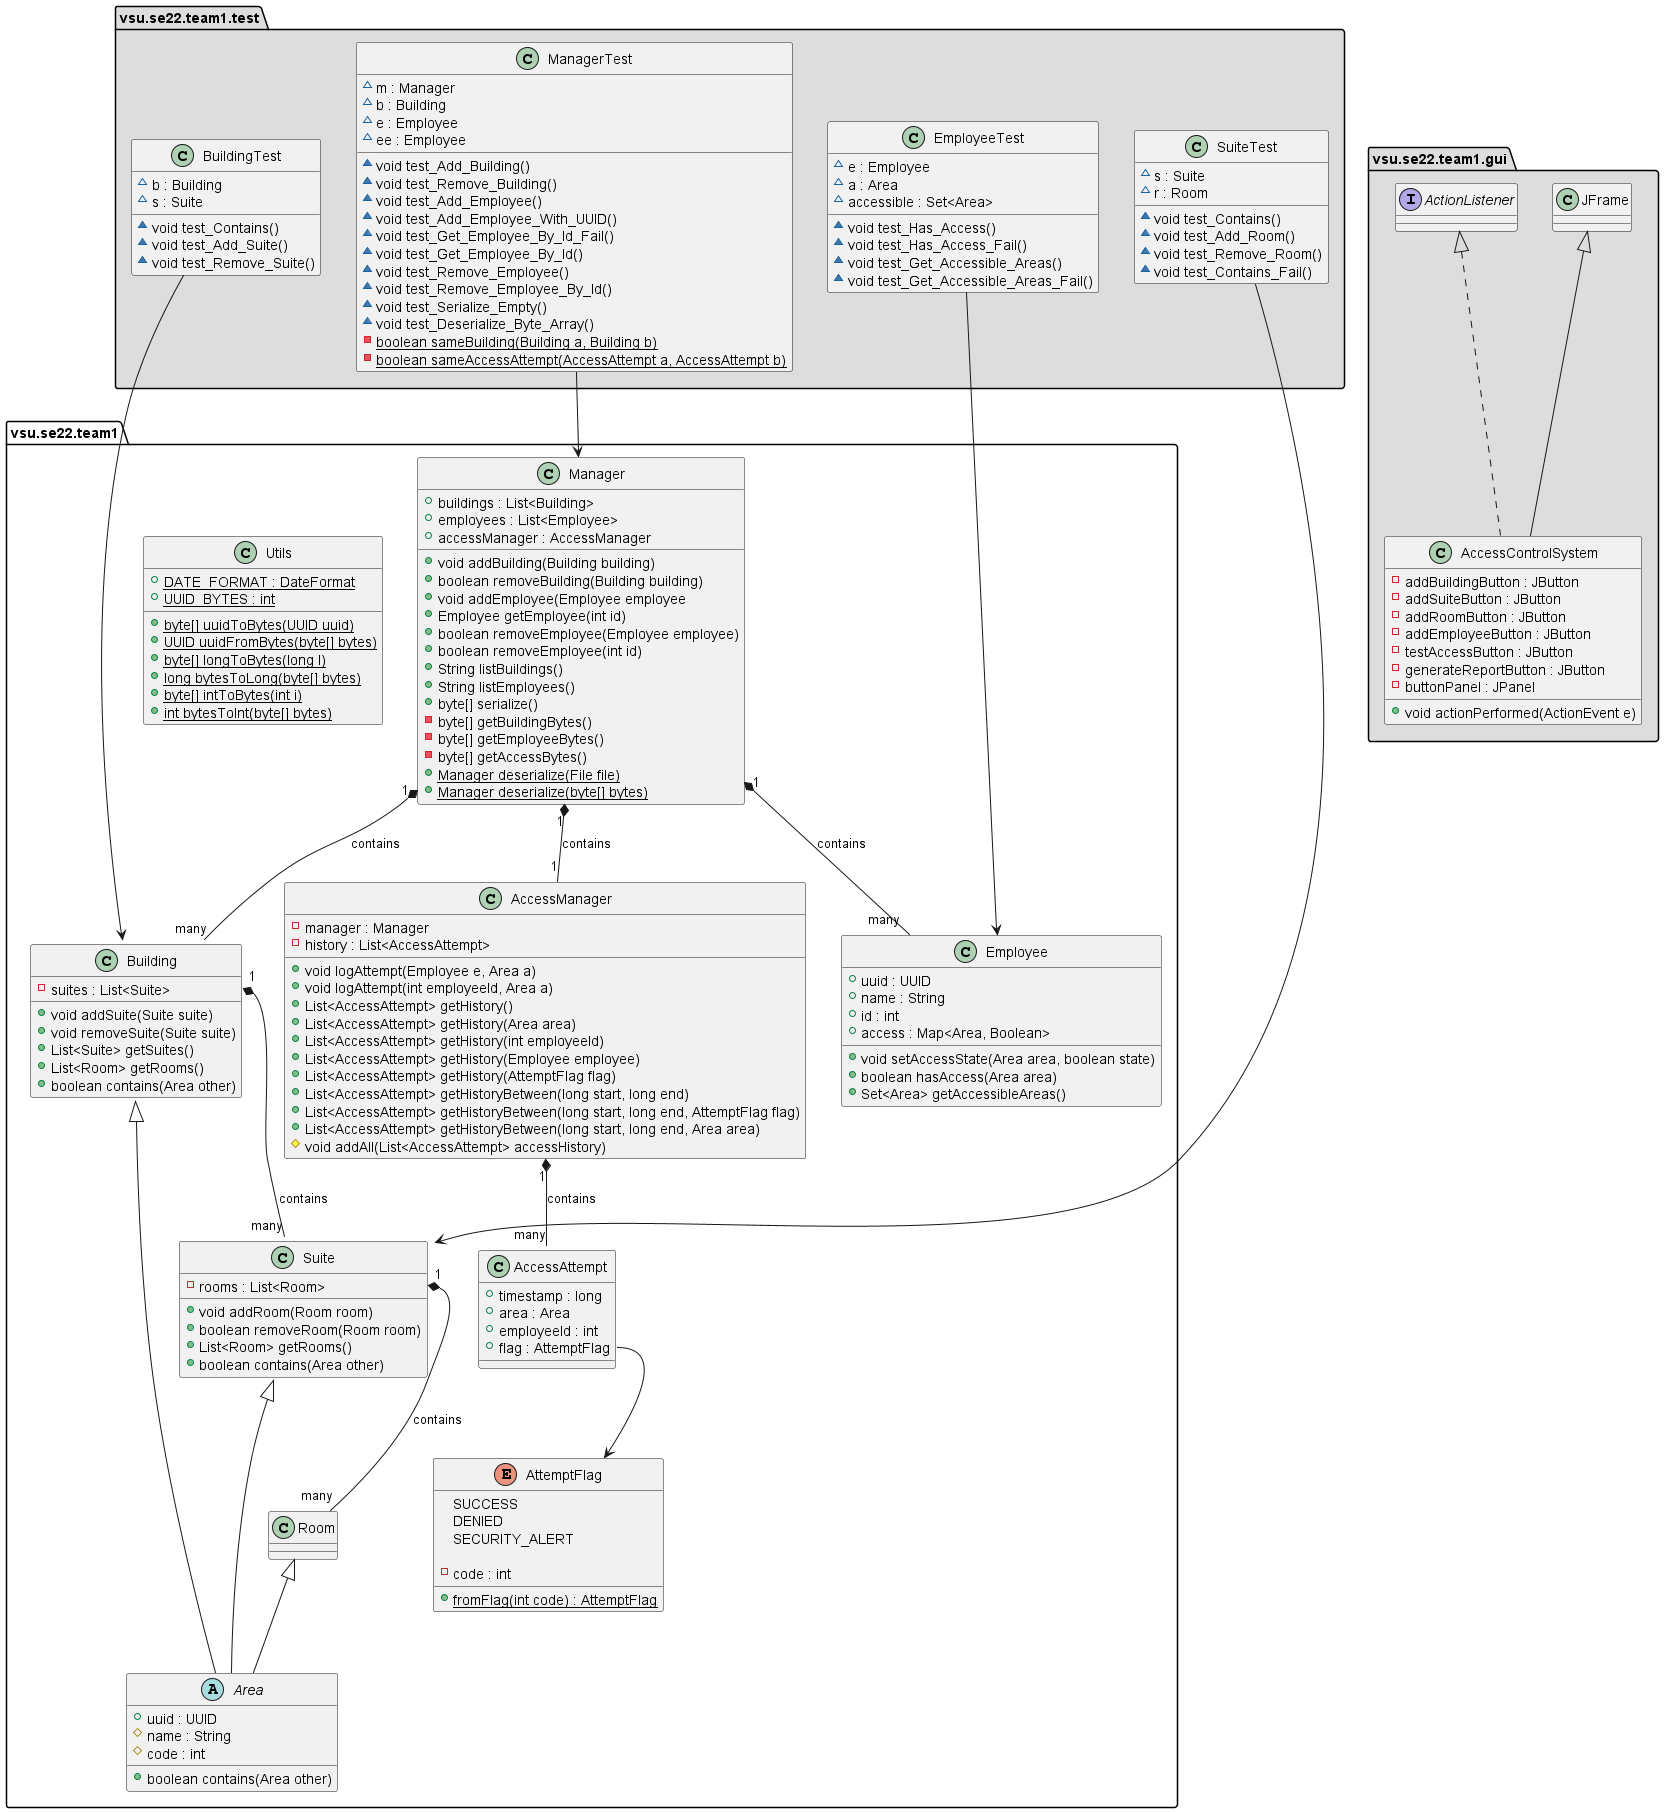 vsu.se22.team1.test
C BuildingTest
b : Building
s : Suite
void test_Contains()
void test_Add_Suite()
void test_Remove_Suite()
C ManagerTest
m : Manager
b : Building
e : Employee
ee : Employee
void test_Add_Building()
void test_Remove_Building()
void test_Add_Employee()
void test_Add_Employee_With_UUID()
void test_Get_Employee_By_Id_Fail()
void test_Get_Employee_By_Id()
void test_Remove_Employee()
void test_Remove_Employee_By_Id()
void test_Serialize_Empty()
void test_Deserialize_Byte_Array()
boolean sameBuilding(Building a, Building b)
boolean sameAccessAttempt(AccessAttempt a, AccessAttempt b)
C EmployeeTest
e : Employee
a : Area
accessible : Set<Area>
void test_Has_Access()
void test_Has_Access_Fail()
void test_Get_Accessible_Areas()
void test_Get_Accessible_Areas_Fail()
C SuiteTest
s : Suite
r : Room
void test_Contains()
void test_Add_Room()
void test_Remove_Room()
void test_Contains_Fail()
vsu.se22.team1.gui
I ActionListener
C JFrame
C AccessControlSystem
addBuildingButton : JButton
addSuiteButton : JButton
addRoomButton : JButton
addEmployeeButton : JButton
testAccessButton : JButton
generateReportButton : JButton
buttonPanel : JPanel
void actionPerformed(ActionEvent e)
vsu.se22.team1
C Utils
DATE_FORMAT : DateFormat
UUID_BYTES : int
byte[] uuidToBytes(UUID uuid)
UUID uuidFromBytes(byte[] bytes)
byte[] longToBytes(long l)
long bytesToLong(byte[] bytes)
byte[] intToBytes(int i)
int bytesToInt(byte[] bytes)
C Manager
buildings : List<Building>
employees : List<Employee>
accessManager : AccessManager
void addBuilding(Building building)
boolean removeBuilding(Building building)
void addEmployee(Employee employee
Employee getEmployee(int id)
boolean removeEmployee(Employee employee)
boolean removeEmployee(int id)
String listBuildings()
String listEmployees()
byte[] serialize()
byte[] getBuildingBytes()
byte[] getEmployeeBytes()
byte[] getAccessBytes()
Manager deserialize(File file)
Manager deserialize(byte[] bytes)
1
contains
many
1
contains
1
1
contains
many
C Building
suites : List<Suite>
void addSuite(Suite suite)
void removeSuite(Suite suite)
List<Suite> getSuites()
List<Room> getRooms()
boolean contains(Area other)
C AccessManager
manager : Manager
history : List<AccessAttempt>
void logAttempt(Employee e, Area a)
void logAttempt(int employeeId, Area a)
List<AccessAttempt> getHistory()
List<AccessAttempt> getHistory(Area area)
List<AccessAttempt> getHistory(int employeeId)
List<AccessAttempt> getHistory(Employee employee)
List<AccessAttempt> getHistory(AttemptFlag flag)
List<AccessAttempt> getHistoryBetween(long start, long end)
List<AccessAttempt> getHistoryBetween(long start, long end, AttemptFlag flag)
List<AccessAttempt> getHistoryBetween(long start, long end, Area area)
void addAll(List<AccessAttempt> accessHistory)
C Employee
uuid : UUID
name : String
id : int
access : Map<Area, Boolean>
void setAccessState(Area area, boolean state)
boolean hasAccess(Area area)
Set<Area> getAccessibleAreas()
1
contains
many
1
contains
many
C Suite
rooms : List<Room>
void addRoom(Room room)
boolean removeRoom(Room room)
List<Room> getRooms()
boolean contains(Area other)
C AccessAttempt
timestamp : long
area : Area
employeeId : int
flag : AttemptFlag
1
contains
many
C Room
E AttemptFlag
SUCCESS
DENIED
SECURITY_ALERT
code : int
fromFlag(int code) : AttemptFlag
A Area
uuid : UUID
name : String
code : int
boolean contains(Area other)